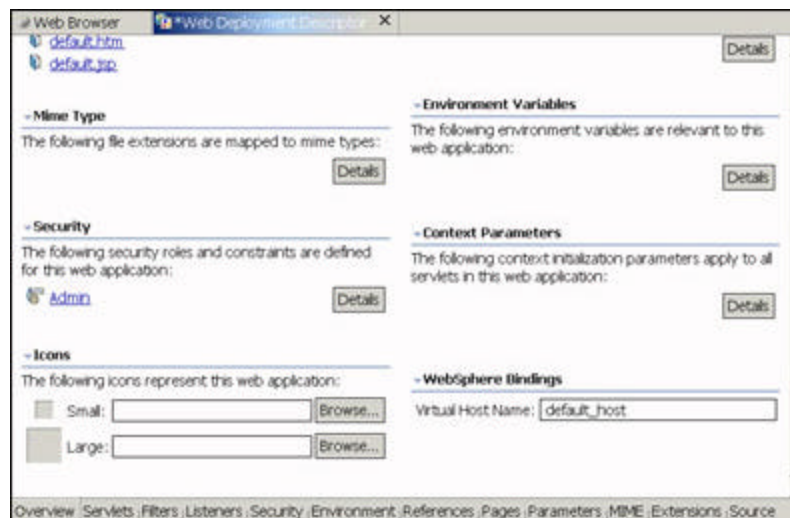 Web Browser
*Web Deployment Descriptor
default.htm
default.jsp
Details
Mime Type
The following file extensions are mapped to mime types:
Details
Environment Variables
The following environment variables are relevant to this
web application:
Details
Security
The following security roles and constraints are defined
for this web application:
Admin
Details
Context Parameters
The following context initialization parameters apply to all
servlets in this web application:
Details
Icons
The following icons represent this web application:
Small:
Browse...
Large:
Browse...
WebSphere Bindings
Virtual Host Name: default_host
Overview Servlets Filters Listeners Security Environment References Pages Parameters MIME Extensions Source